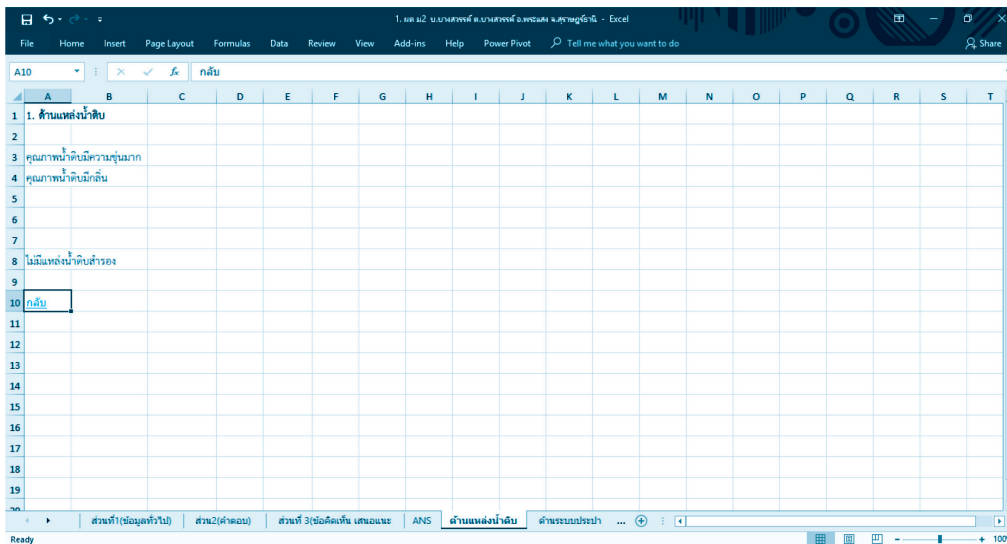 1. ผด ม2 บ.บางสวรรค์ ต.บางสวรรค์ อ.พระแสง จ.สุราษฎร์ธานี - Excel
File Home Insert Page Layout Formulas Data Review View Add-ins Help Power Pivot Tell me what you want to do Share
A10 fx กลับ
A B C D E F G H I J K L M N O P Q R S T
1 1. ด้านแหล่งน้ำดิบ
2
3 คุณภาพน้ำดิบมีความขุ่นมาก
4 คุณภาพน้ำดิบมีกลิ่น
5
6
7
8 ไม่มีแหล่งน้ำดิบสำรอง
9
10 กลับ
11
12
13
14
15
16
17
18
19
20
ส่วนที่1(ข้อมูลทั่วไป) ส่วน2(คำตอบ) ส่วนที่ 3(ข้อคิดเห็น เสนอแนะ ANS ด้านแหล่งน้ำดิบ ด้านระบบประปา ...
Ready 100